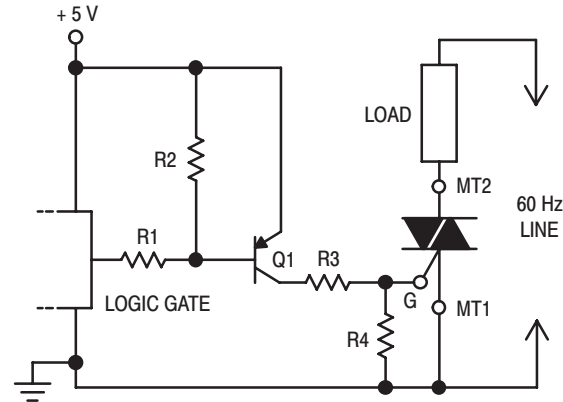 + 5 V
LOAD
R2
MT2
60 Hz
LINE
R1
Q1
R3
LOGIC GATE
G
MT1
R4